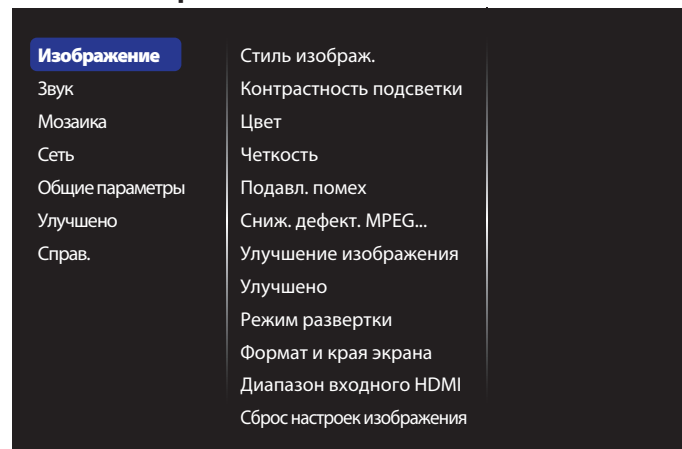 Изображение
Звук
Мозаика
Сеть
Общие параметры
Улучшено
Справ.
Стиль изображ.
Контрастность подсветки
Цвет
Четкость
Подавл. помех
Сниж. дефект. MPEG...
Улучшение изображения
Улучшено
Режим развертки
Формат и края экрана
Диапазон входного HDMI
Сброс настроек изображения